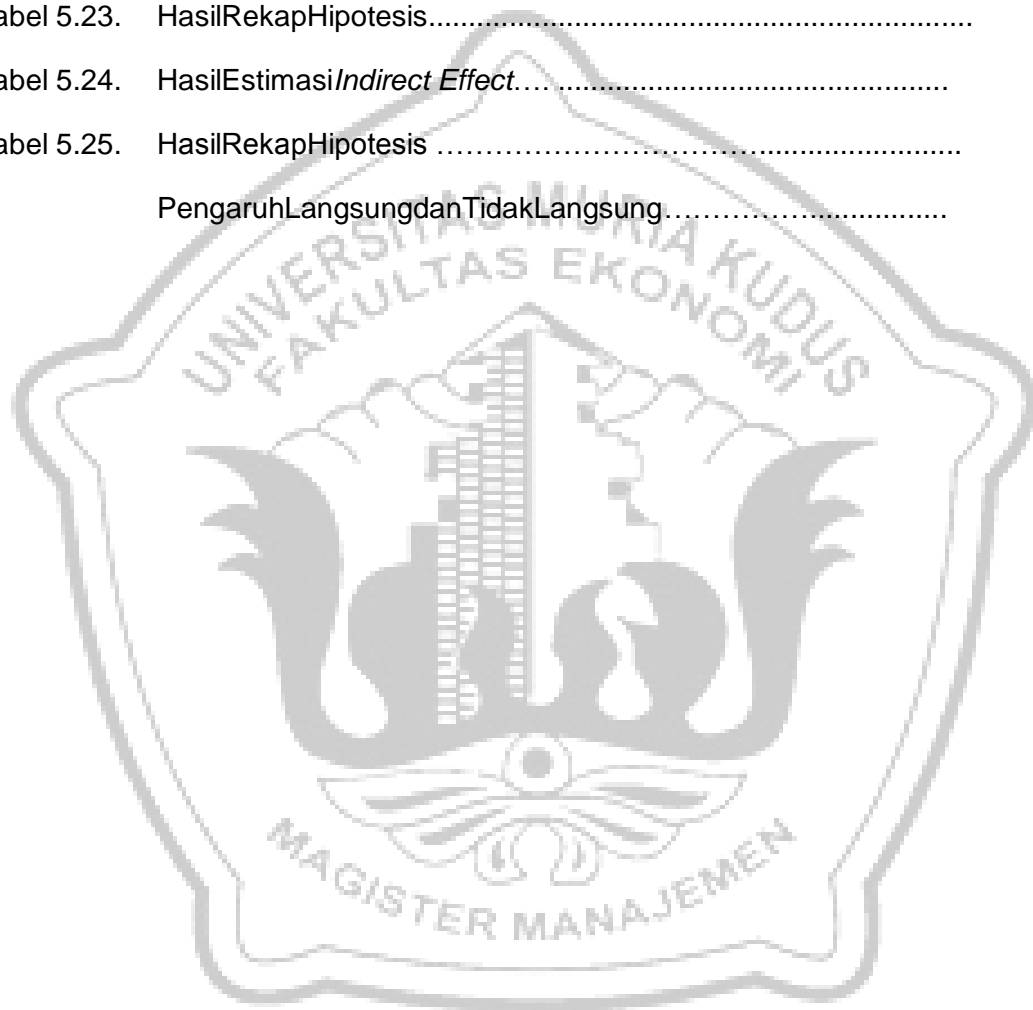 abel 5.23. HasilRekapHipotesis....................................................................
abel 5.24. HasilEstimasiIndirect Effect…. .................................................
abel 5.25. HasilRekapHipotesis ……………………………..........................
PengaruhLangsungdanTidakLangsung……………..................
UNIVERSITAS MURIA KUDUS
FAKULTAS EKONOMI
MAGISTER MANAJEMEN